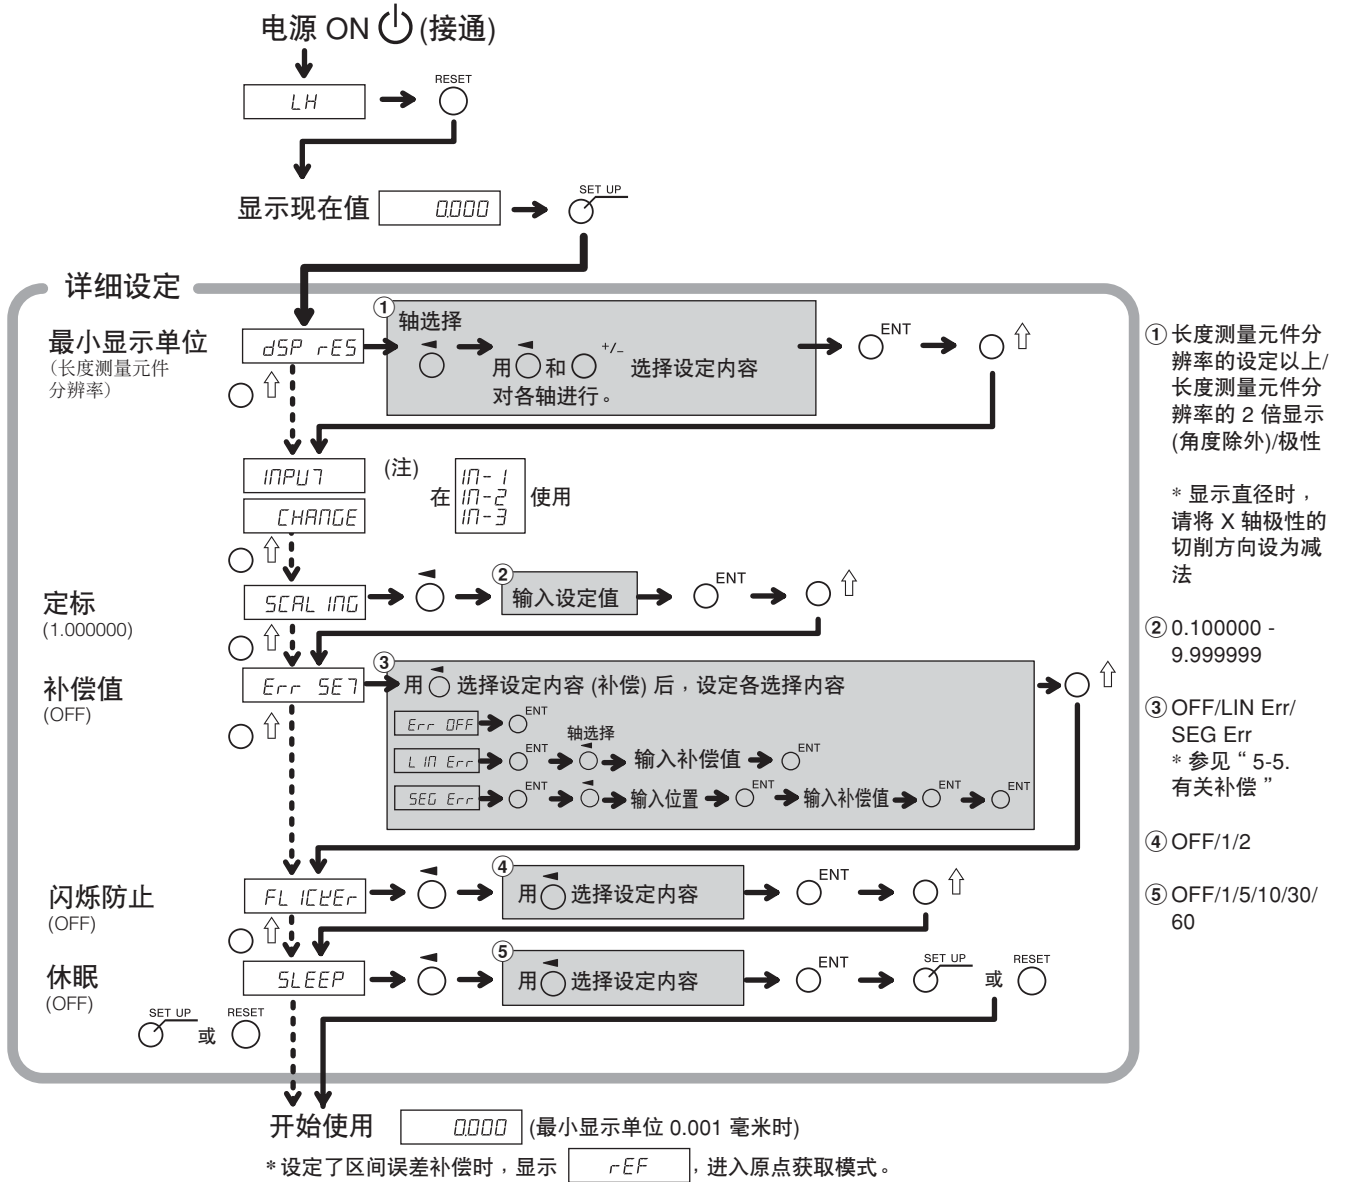 电源 ON (接通)
LH
RESET
显示现在值
0.000
SET UP
详细设定
最小显示单位
(长度测量元件
分辨率)
dSP rES
①
轴选择
用 和 +/- 选择设定内容
对各轴进行。
ENT
INPUT
CHANGE
(注)
在
IN-1
IN-2
IN-3
使用
定标
(1.000000)
SCALING
②
输入设定值
ENT
补偿值
(OFF)
Err SET
③
用 选择设定内容 (补偿) 后，设定各选择内容
Err OFF
ENT
LIN Err
ENT
轴选择
输入补偿值
ENT
SEG Err
ENT
输入位置
ENT
输入补偿值
ENT
ENT
闪烁防止
(OFF)
FLICKEr
④
用 选择设定内容
ENT
休眠
(OFF)
SLEEP
⑤
用 选择设定内容
ENT
SET UP
或
RESET
SET UP
或
RESET
开始使用
0.000
(最小显示单位 0.001 毫米时)
*设定了区间误差补偿时，显示 rEF ，进入原点获取模式。
① 长度测量元件分
辨率的设定以上/
长度测量元件分
辨率的 2 倍显示
(角度除外)/极性
* 显示直径时，
请将 X 轴极性的
切削方向设为减
法
② 0.100000 -
9.999999
③ OFF/LIN Err/
SEG Err
* 参见“ 5-5.
有关补偿 ”
④ OFF/1/2
⑤ OFF/1/5/10/30/
60